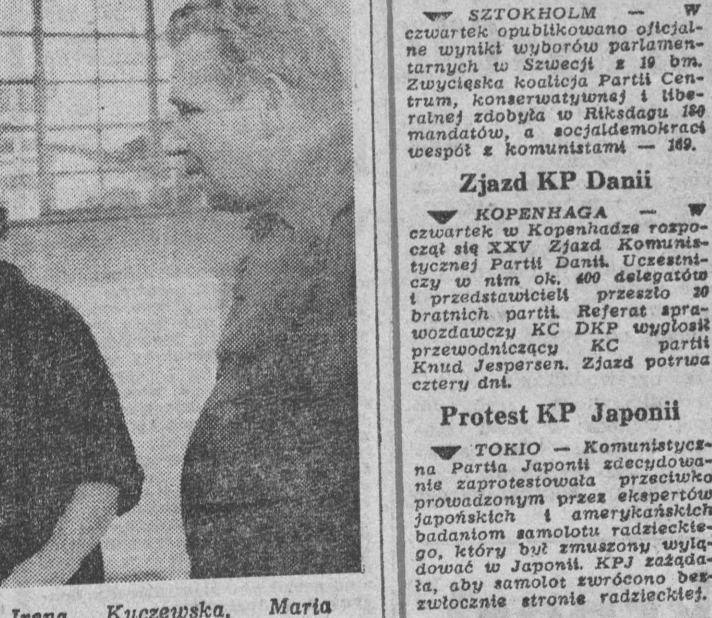 SZTOKHOLM — W
czwartek opublikowano oficjal-
ne wyniki wyborów parlamen-
tarnych w Szwecji z 19 bm.
Zwycięska koalicja Partii Cen-
trum, konserwatywnej i libe-
ralnej zdobyła w Riksdagu 180
mandatów, a socjaldemokraci
wespół z komunistami — 169.
Zjazd KP Danii
KOPENHAGA — W
czwartek w Kopenhadze rozpo-
czął się XXV Zjazd Komunis-
tycznej Partii Danii. Uczestni-
czy w nim ok. 400 delegatów
i przedstawicieli przeszło 20
bratnich partii. Referat spra-
wozdawczy KC DKP wygłosił
przewodniczący KC partii
Knud Jespersen. Zjazd potrwa
cztery dni.
Protest KP Japonii
TOKIO — Komunistycz-
na Partia Japonii zdecydowa-
nie zaprotestowała przeciwko
prowadzonym przez ekspertów
japońskich i amerykańskich
badaniom samolotu radzieckie-
go, który był zmuszony wylą-
dować w Japonii. KPJ zażąda-
ła, aby samolot zwrócono bez-
zwłocznie stronie radzieckiej.
Irena Kuczewska, Maria